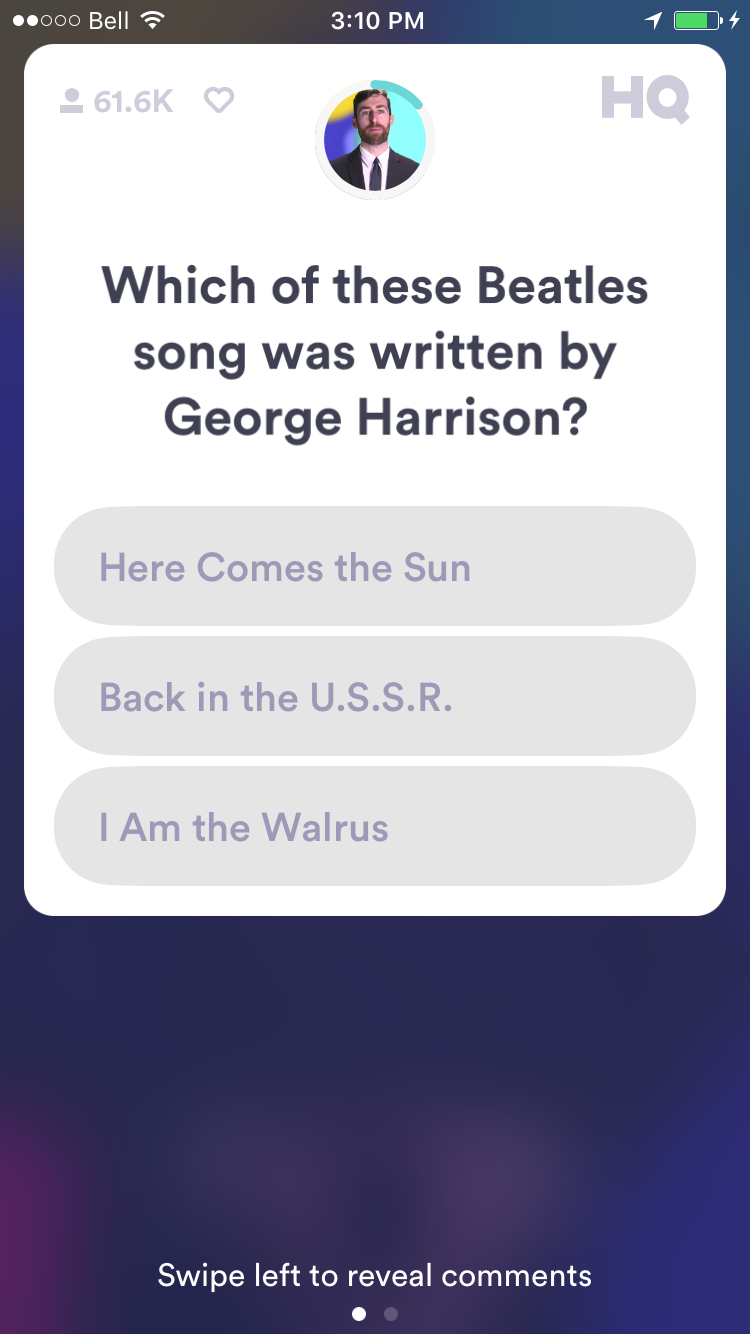 Bell 3:10 PM
61.6K HQ
Which of these Beatles
song was written by
George Harrison?
Here Comes the Sun
Back in the U.S.S.R.
I Am the Walrus
Swipe left to reveal comments